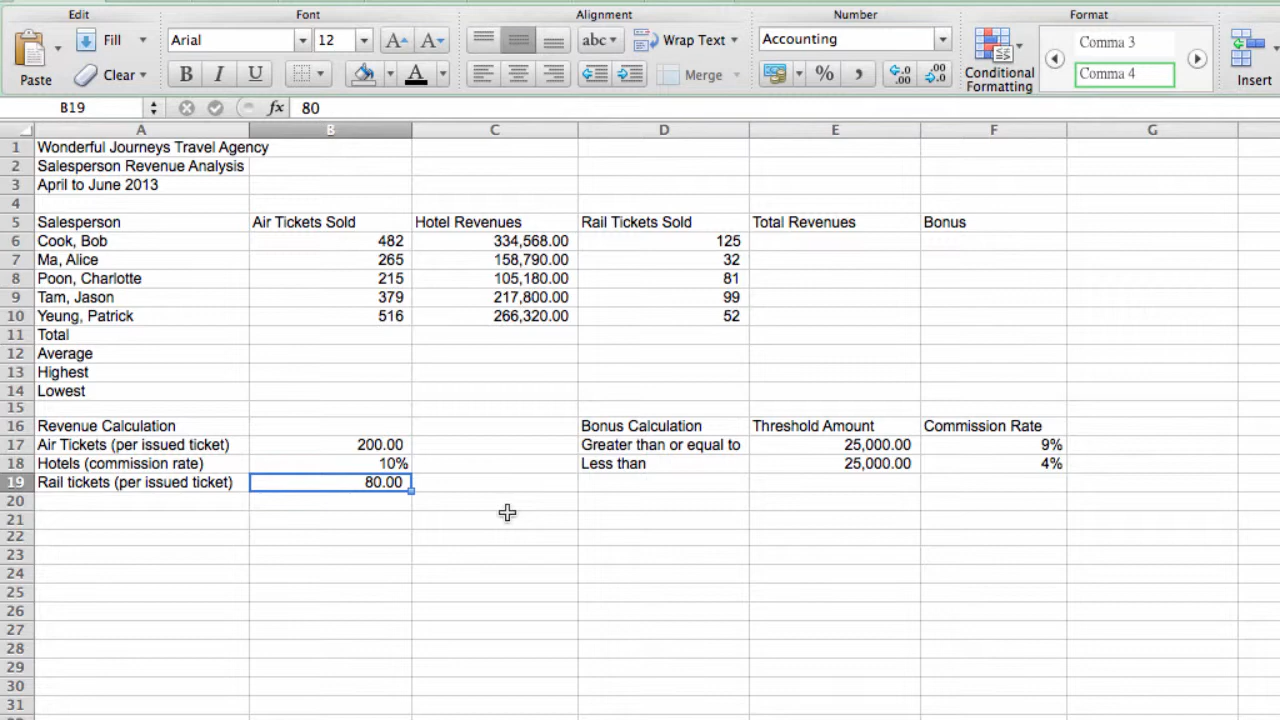 Edit Font Alignment Number Format
Fill Arial 12 A A abc Wrap Text Accounting Comma 3
Paste Clear B I U A Merge % , .0 .00 .00 .0 Conditional Formatting Comma 4 Insert
B19 fx 80
A B C D E F G
1 Wonderful Journeys Travel Agency
2 Salesperson Revenue Analysis
3 April to June 2013
4
5 Salesperson Air Tickets Sold Hotel Revenues Rail Tickets Sold Total Revenues Bonus
6 Cook, Bob 482 334,568.00 125
7 Ma, Alice 265 158,790.00 32
8 Poon, Charlotte 215 105,180.00 81
9 Tam, Jason 379 217,800.00 99
10 Yeung, Patrick 516 266,320.00 52
11 Total
12 Average
13 Highest
14 Lowest
15
16 Revenue Calculation Bonus Calculation Threshold Amount Commission Rate
17 Air Tickets (per issued ticket) 200.00 Greater than or equal to 25,000.00 9%
18 Hotels (commission rate) 10% Less than 25,000.00 4%
19 Rail tickets (per issued ticket) 80.00
20
21
22
23
24
25
26
27
28
29
30
31